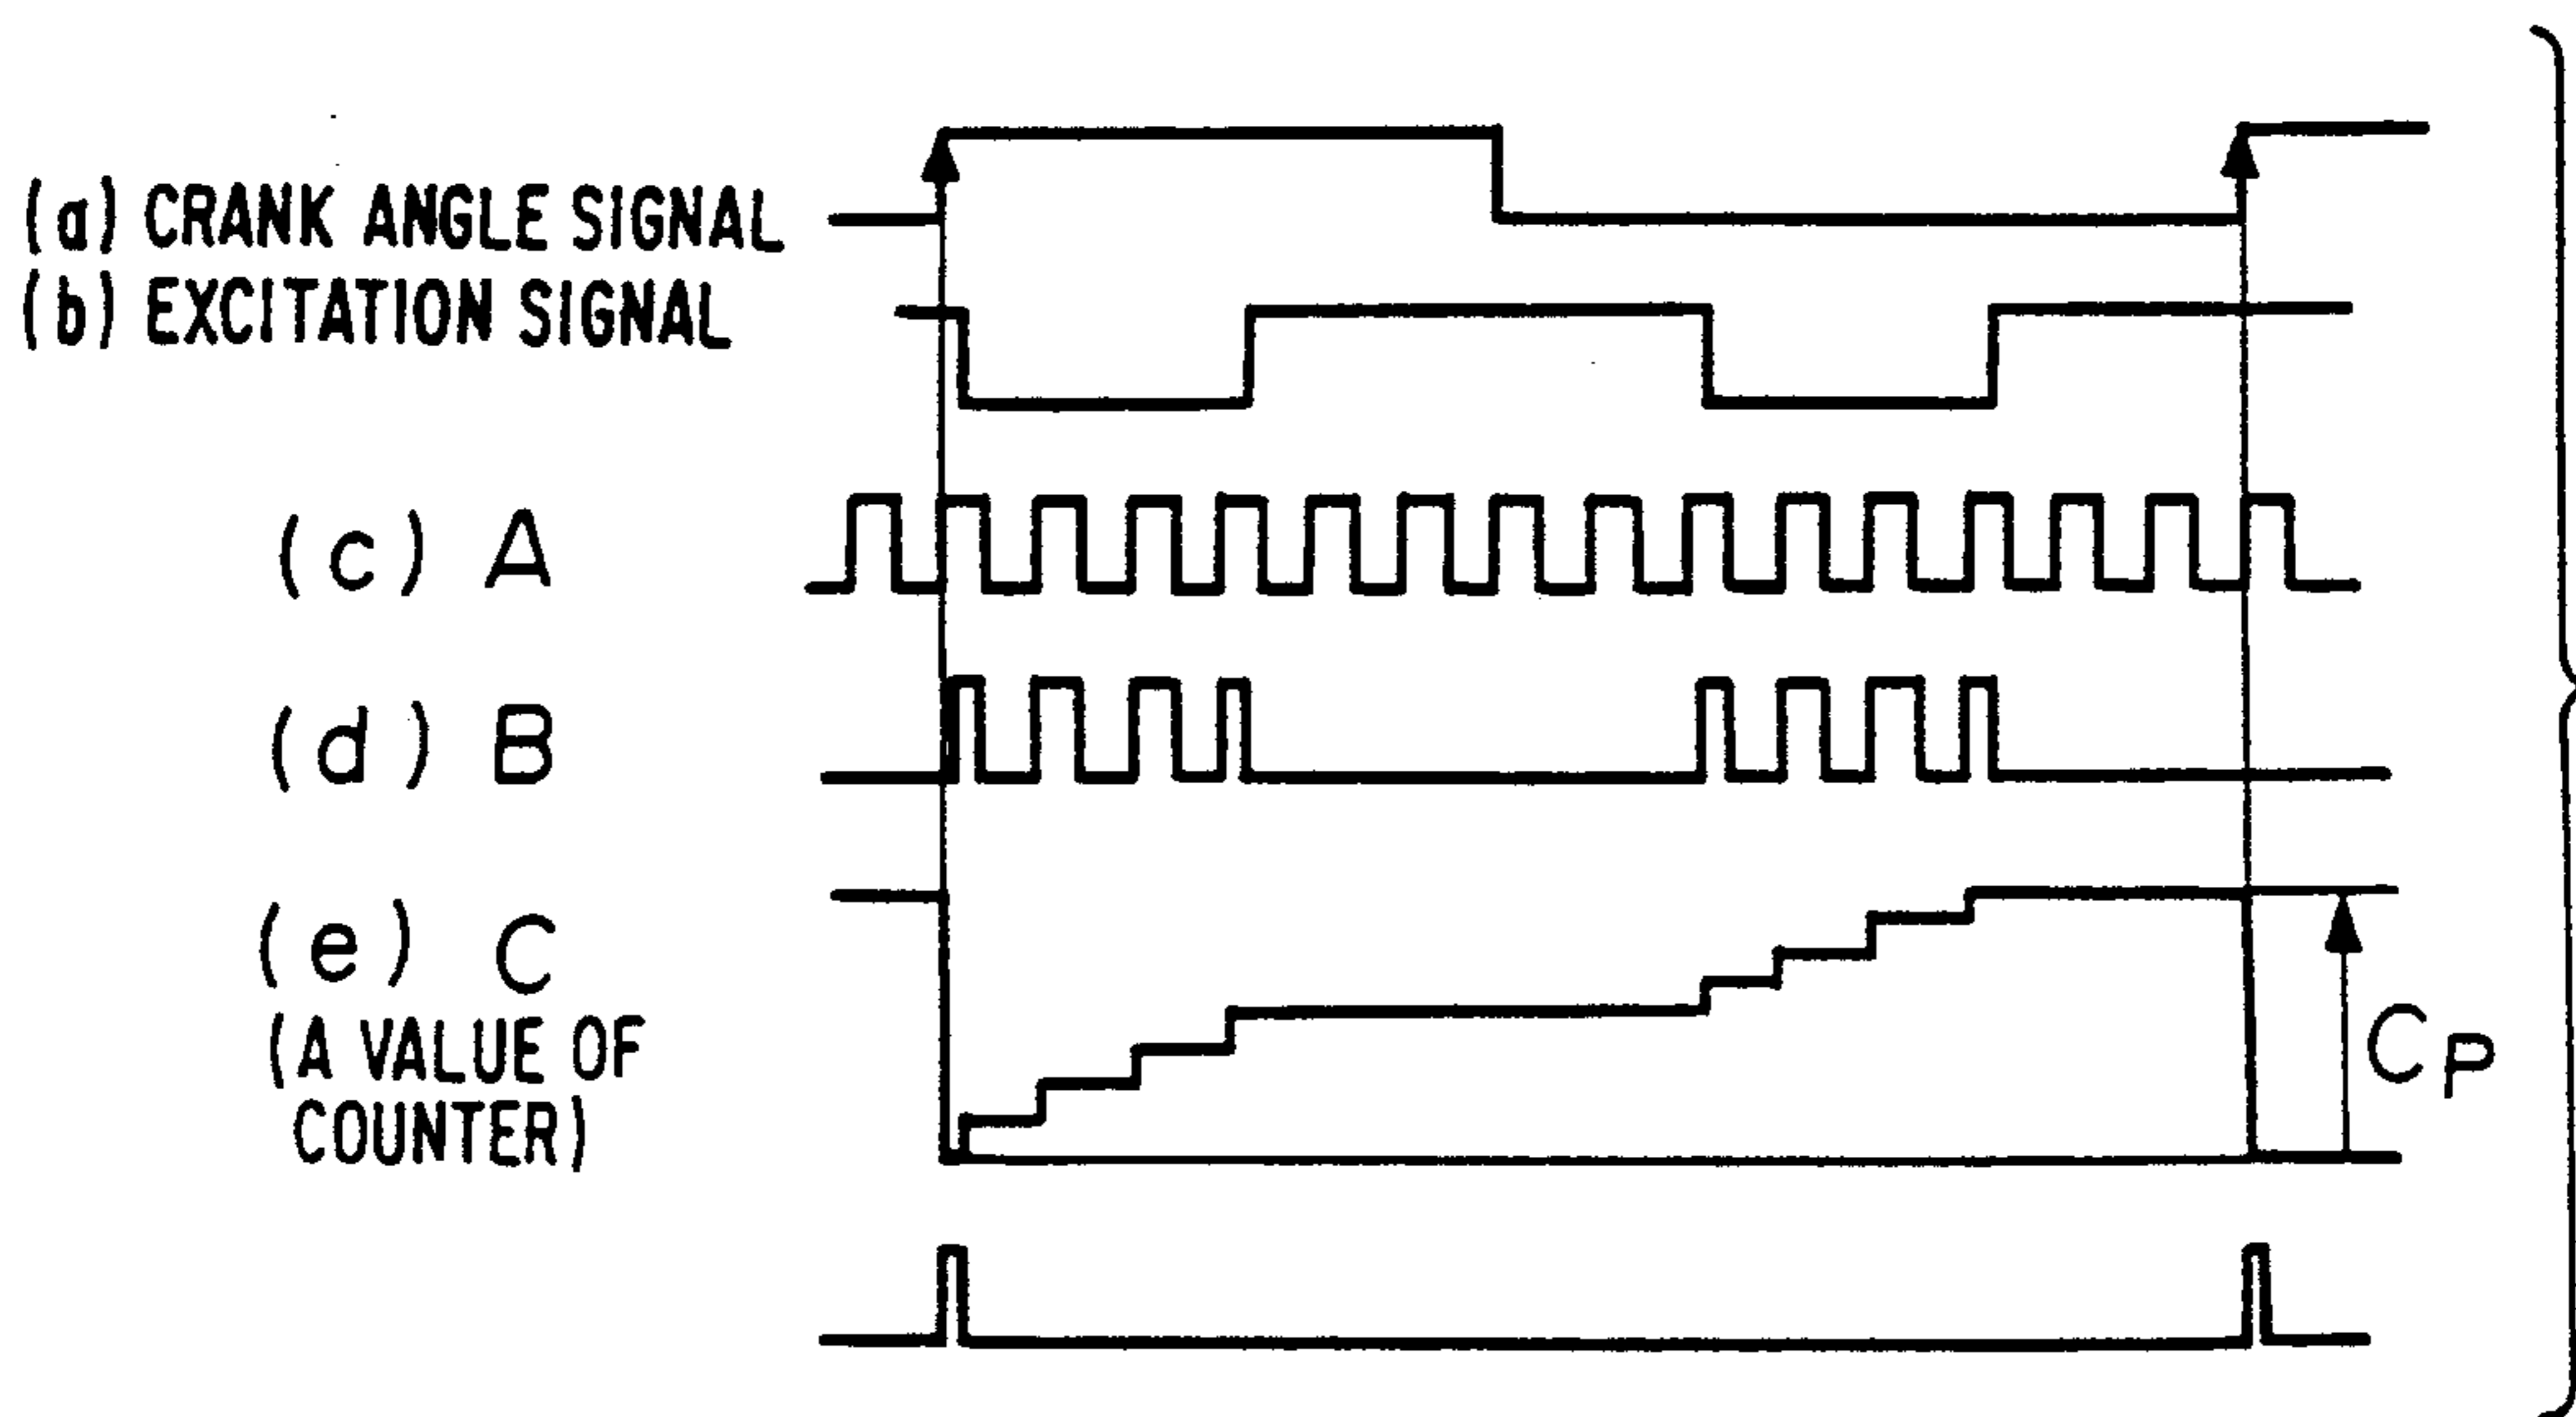 (a) CRANK ANGLE SIGNAL
(b) EXCITATION SIGNAL
(c) A
(d) B
(e) C
(A VALUE OF
COUNTER)
CP